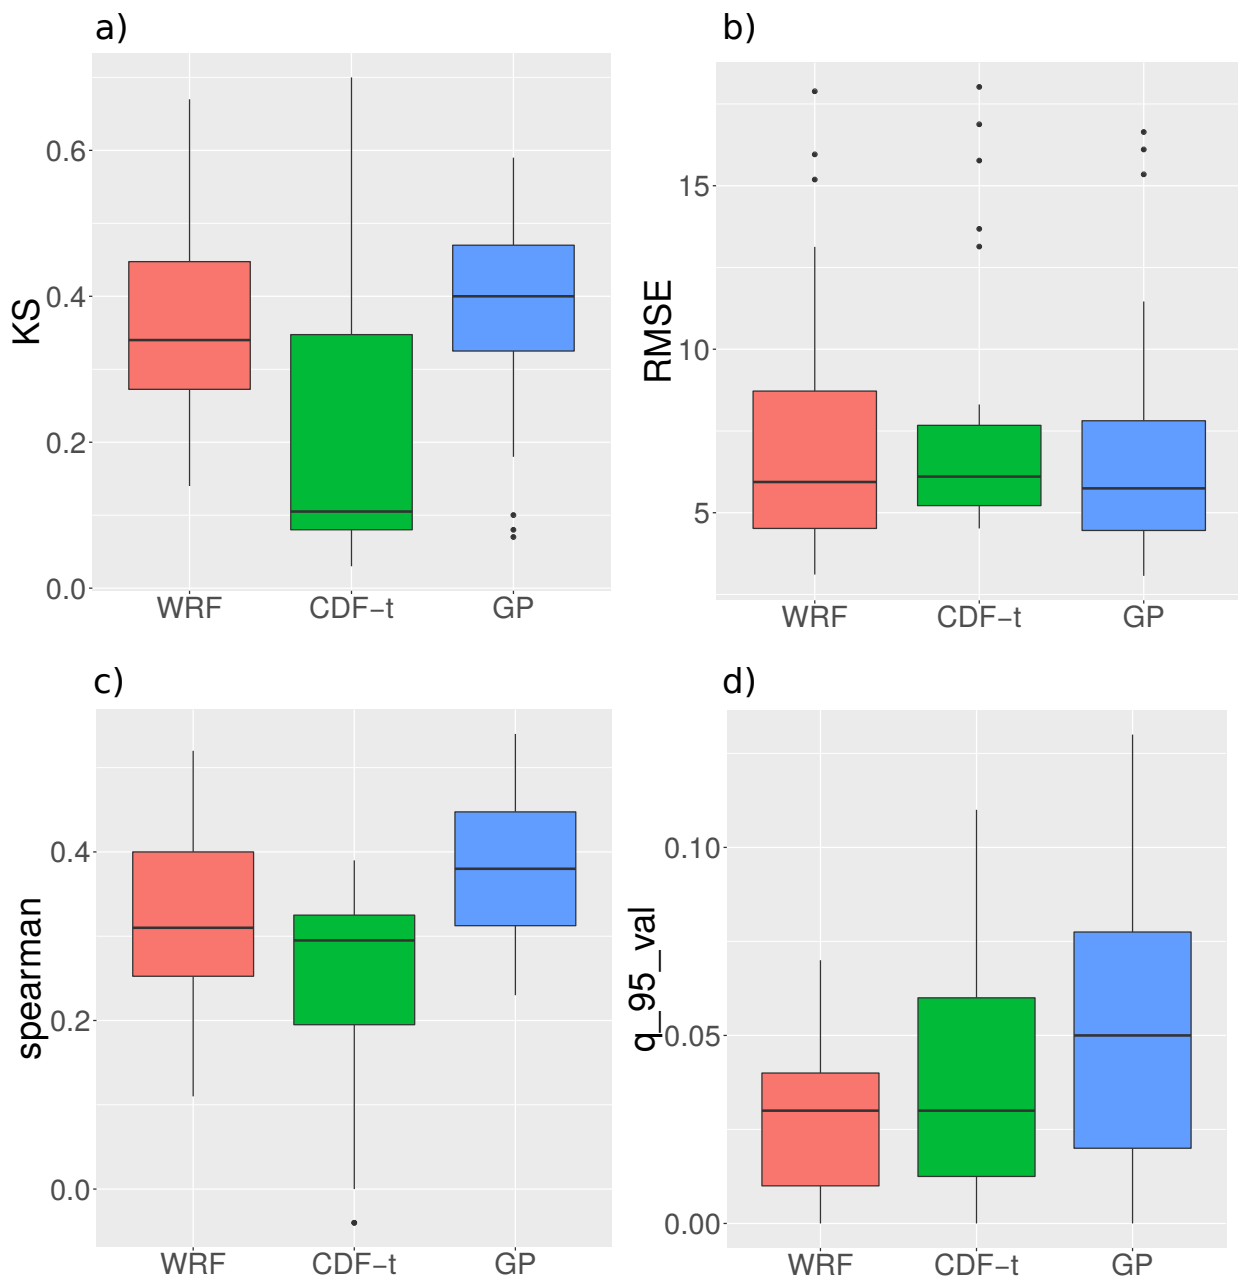 a)
KS
0.6
0.4
0.2
0.0
WRF CDF−t GP
b)
RMSE
15
10
5
WRF CDF−t GP
c)
spearman
0.4
0.2
0.0
WRF CDF−t GP
d)
q_95_val
0.10
0.05
0.00
WRF CDF−t GP